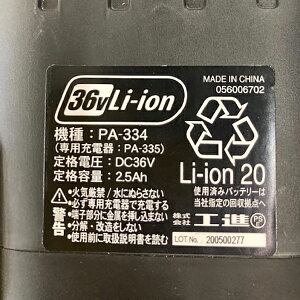 36V Li-ion
MADE IN CHINA
056006702
機種：PA-334
(専用充電器：PA-335)
定格電圧：DC36V
定格容量：2.5Ah
Li-ion 20
使用済みバッテリーは
当社指定の回収拠点へ
警告
●火気厳禁／水にぬらさない
●必ず専用充電器で充電する
●端子部分に金属を挿し込まない
●分解・改造をしない
●使用前に取扱説明書を読む
株式会社 工進
PS
LOT No. 200500277